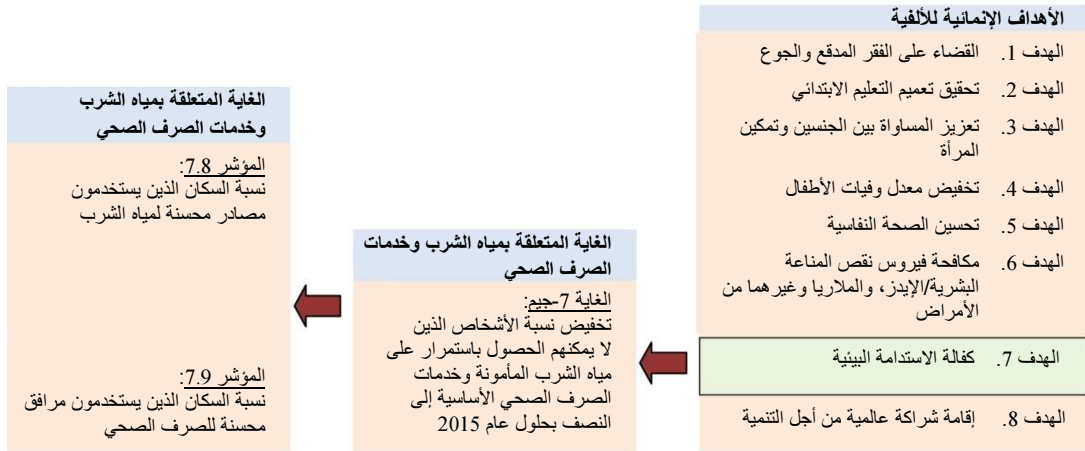 الأهداف الإنمائية للألفية
الهدف 1. القضاء على الفقر المدقع والجوع
الهدف 2. تحقيق تعميم التعليم الابتدائي
الهدف 3. تعزيز المساواة بين الجنسين وتمكين
المرأة
الهدف 4. تخفيض معدل وفيات الأطفال
الهدف 5. تحسين الصحة النفاسية
الهدف 6. مكافحة فيروس نقص المناعة
البشرية/الإيدز، والملاريا وغيرهما من
الأمراض
الهدف 7. كفالة الاستدامة البيئية
الهدف 8. إقامة شراكة عالمية من أجل التنمية
الغاية المتعلقة بمياه الشرب وخدمات
الصرف الصحي
الغاية 7-جيم:
تخفيض نسبة الأشخاص الذين
لا يمكنهم الحصول باستمرار على
مياه الشرب المأمونة وخدمات
الصرف الصحي الأساسية إلى
النصف بحلول عام 2015
الغاية المتعلقة بمياه الشرب
وخدمات الصرف الصحي
المؤشر 7.8:
نسبة السكان الذين يستخدمون
مصادر محسنة لمياه الشرب
المؤشر 7.9:
نسبة السكان الذين يستخدمون مرافق
محسنة للصرف الصحي